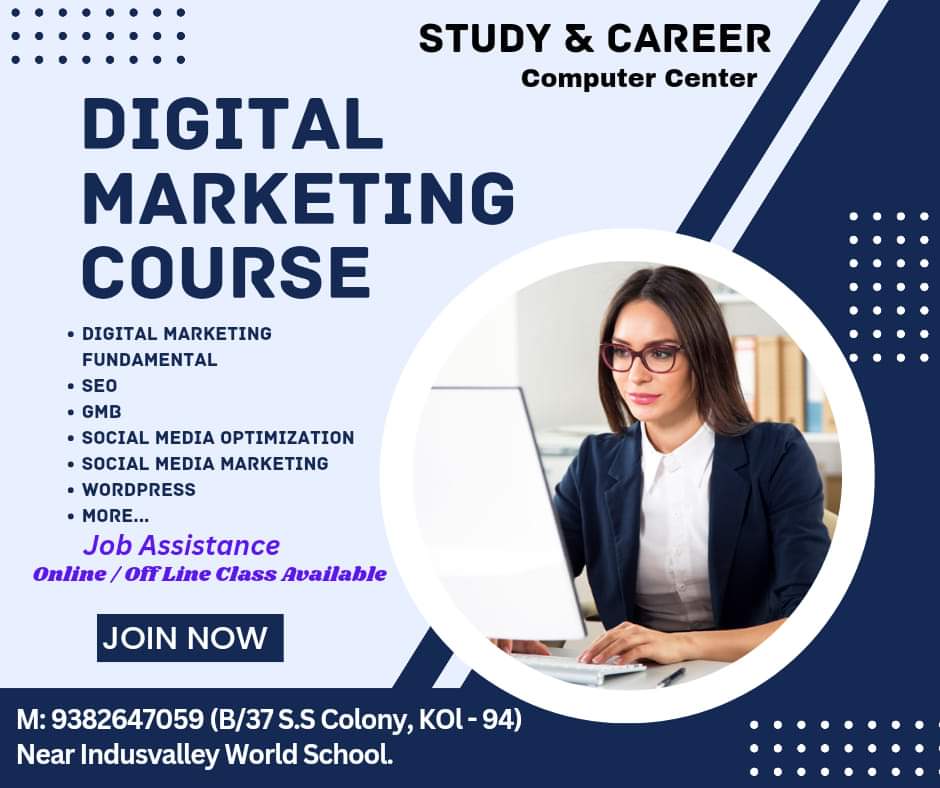 STUDY & CAREER
Computer Center
DIGITAL
MARKETING
COURSE
• DIGITAL MARKETING
FUNDAMENTAL
• SEO
• GMB
• SOCIAL MEDIA OPTIMIZATION
• SOCIAL MEDIA MARKETING
• WORDPRESS
• MORE...
Job Assistance
Online / Off Line Class Available
JOIN NOW
M: 9382647059 (B/37 S.S Colony, KOl - 94)
Near Indusvalley World School.